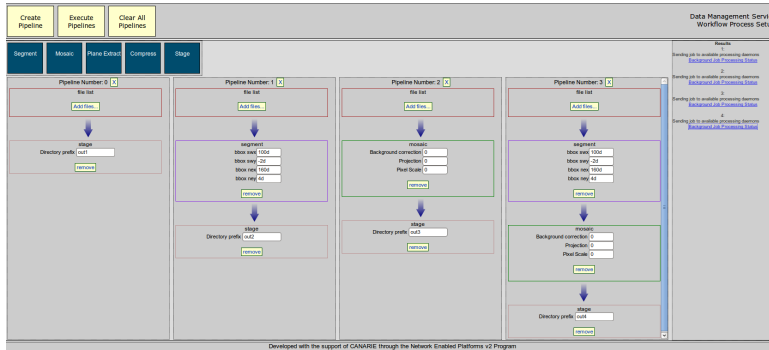 Create
Pipeline
Execute
Pipelines
Clear All
Pipelines
Data Management Servi
Workflow Process Setu
Segment
Mosaic
Plane Extract
Compress
Stage
Pipeline Number: 0 X
file list
Add files...
stage
Directory prefix out1
remove
Pipeline Number: 1 X
file list
Add files...
segment
bbox swx 100d
bbox swy -2d
bbox nex 160d
bbox ney 4d
remove
stage
Directory prefix out2
remove
Pipeline Number: 2 X
file list
Add files...
mosaic
Background correction 0
Projection 0
Pixel Scale 0
remove
stage
Directory prefix out3
remove
Pipeline Number: 3 X
file list
Add files...
segment
bbox swx 100d
bbox swy -2d
bbox nex 160d
bbox ney 4d
remove
mosaic
Background correction 0
Projection 0
Pixel Scale 0
remove
stage
Directory prefix out4
remove
Results
1:
Sending job to available processing daemons
Background Job Processing Status
2:
Sending job to available processing daemons
Background Job Processing Status
3:
Sending job to available processing daemons
Background Job Processing Status
4:
Sending job to available processing daemons
Background Job Processing Status
Developed with the support of CANARIE through the Network Enabled Platforms v2 Program